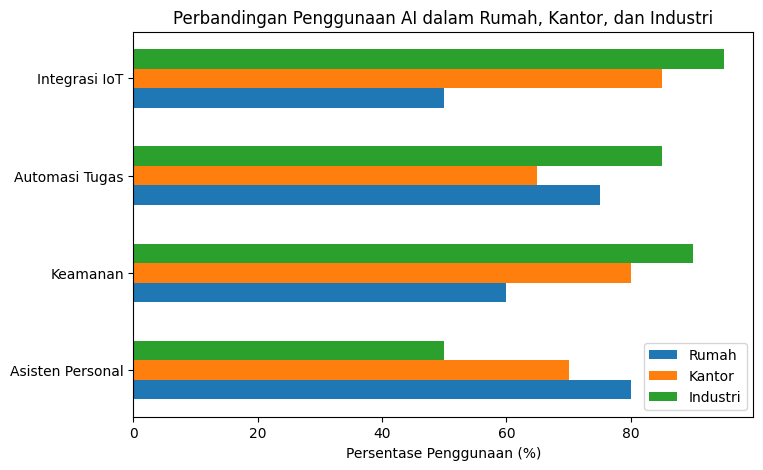 Perbandingan Penggunaan AI dalam Rumah, Kantor, dan Industri
Integrasi IoT
Automasi Tugas
Keamanan
Asisten Personal
Rumah
Kantor
Industri
0 20 40 60 80
Persentase Penggunaan (%)